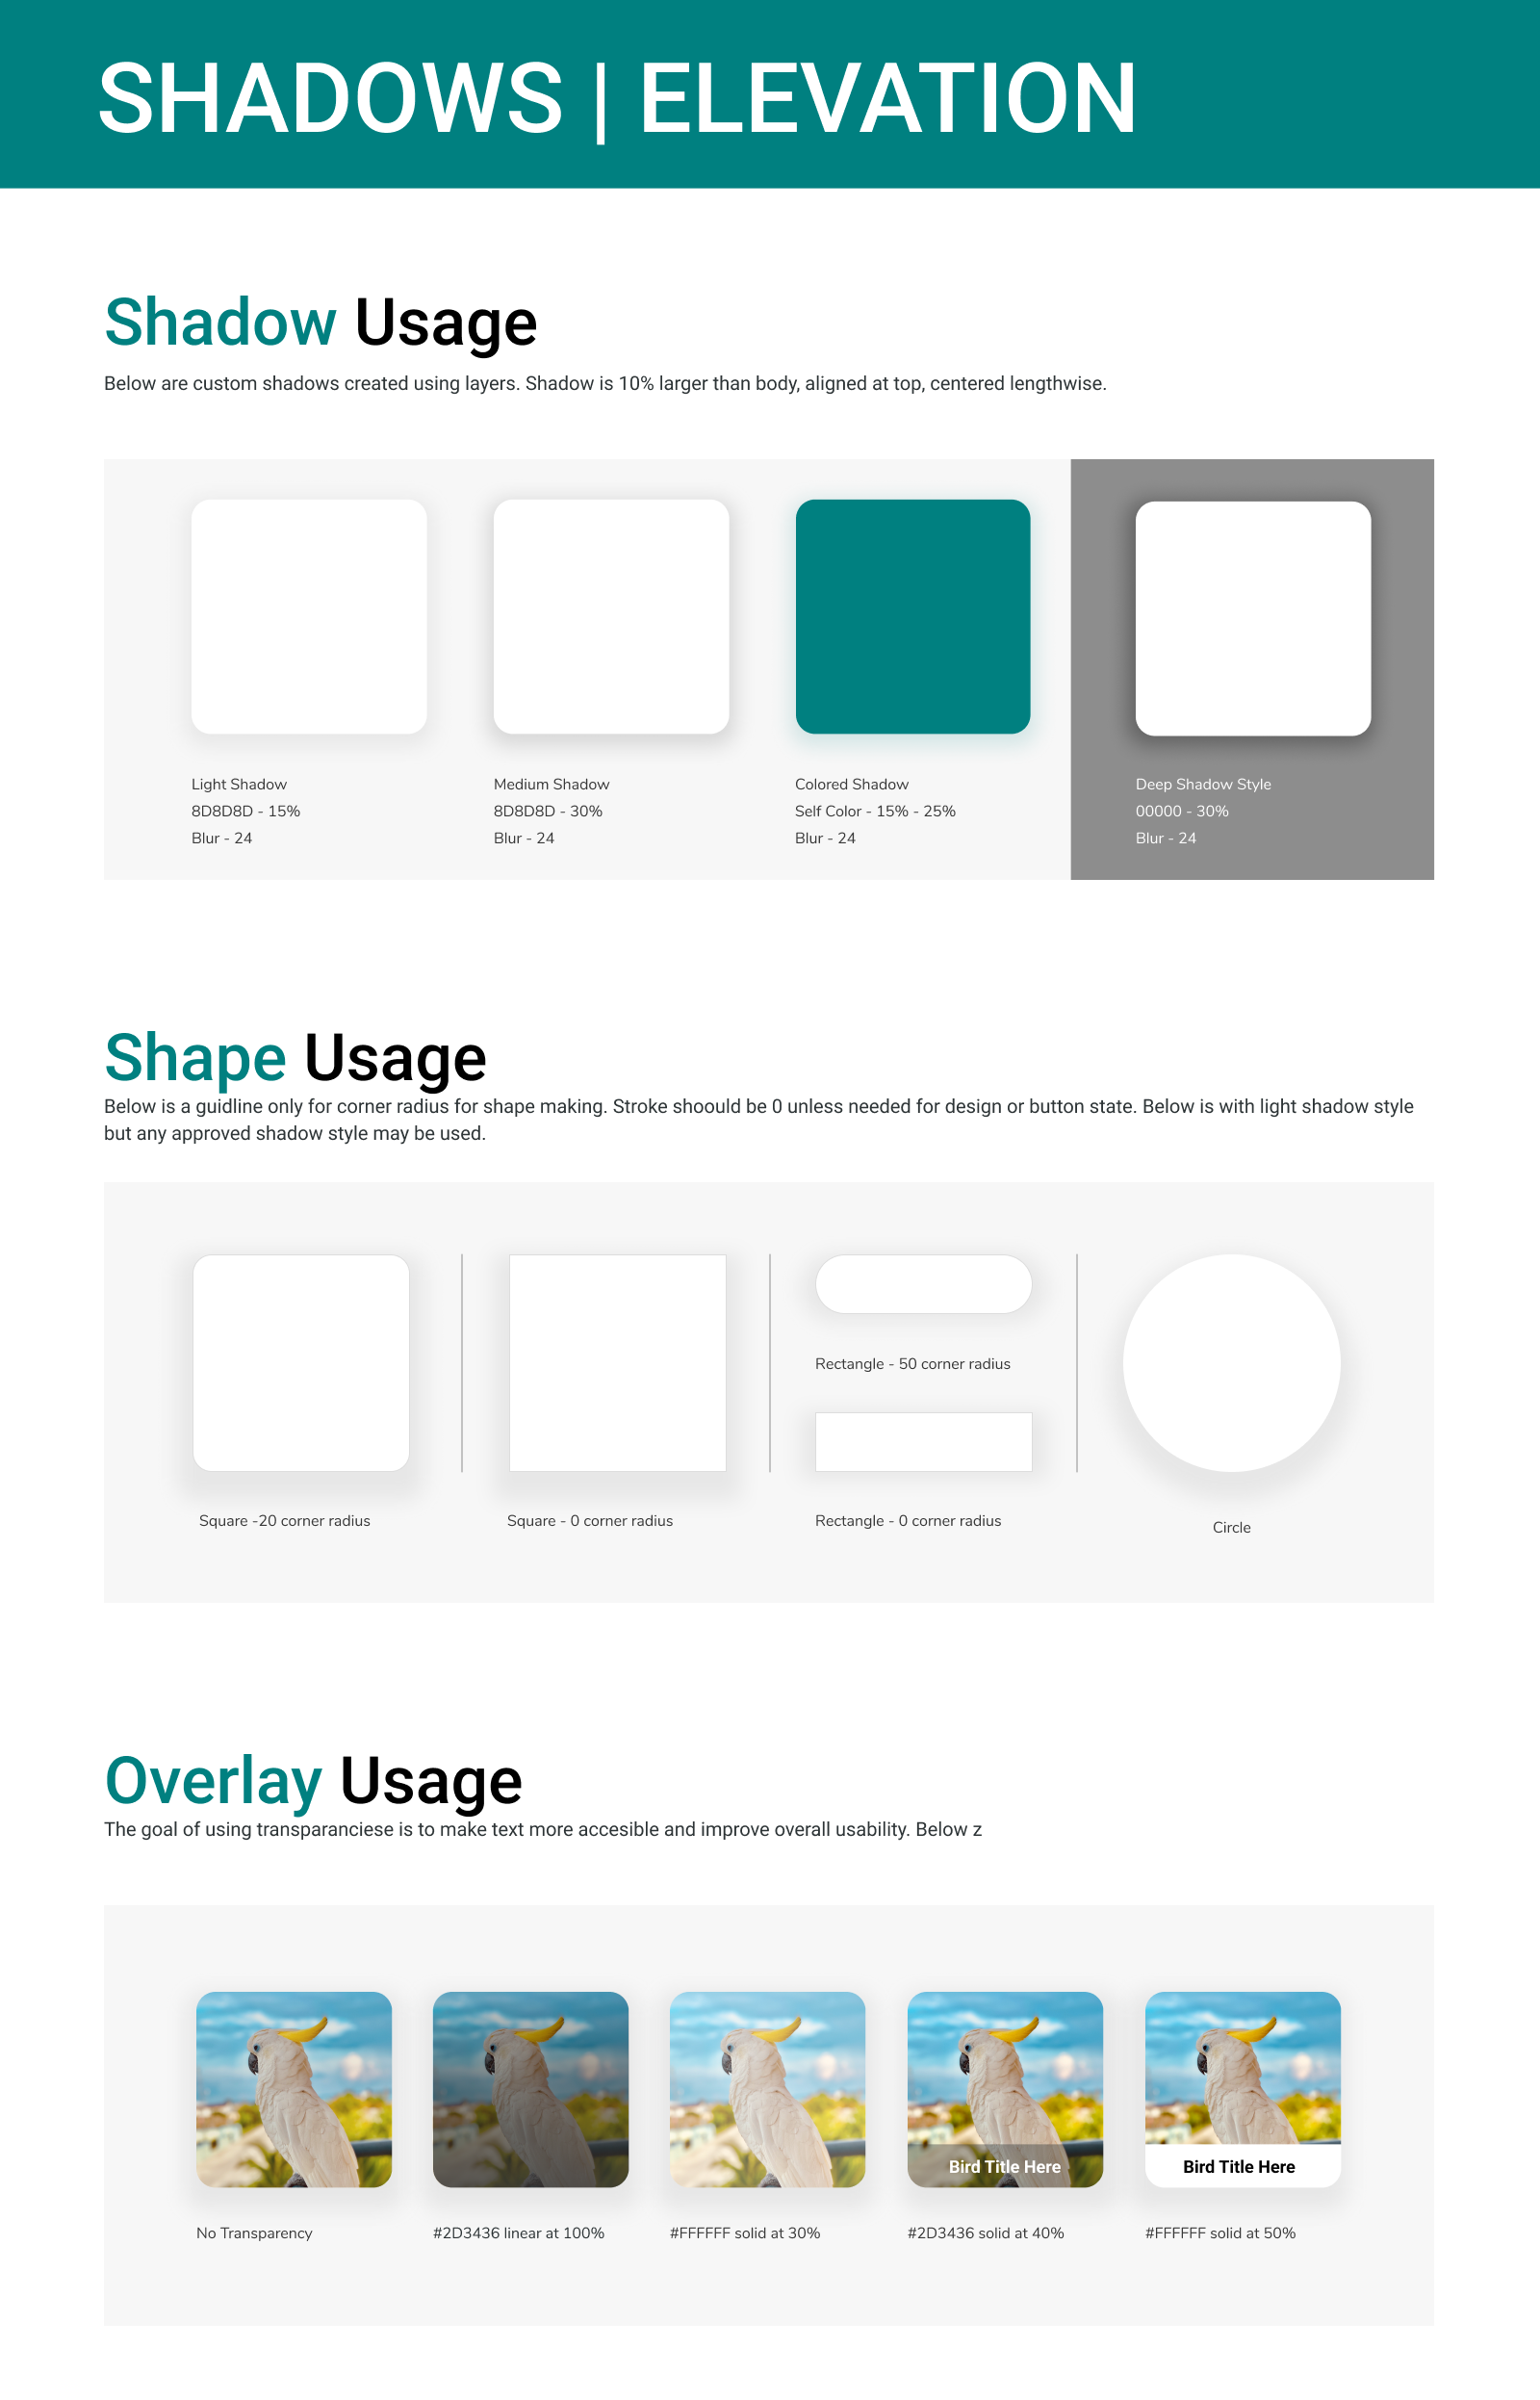 SHADOWS | ELEVATION
Shadow Usage
Below are custom shadows created using layers. Shadow is 10% larger than body, aligned at top, centered lengthwise.
Light Shadow
8D8D8D - 15%
Blur - 24
Medium Shadow
8D8D8D - 30%
Blur - 24
Colored Shadow
Self Color - 15% - 25%
Blur - 24
Deep Shadow Style
00000 - 30%
Blur - 24
Shape Usage
Below is a guidline only for corner radius for shape making. Stroke shoould be 0 unless needed for design or button state. Below is with light shadow style
but any approved shadow style may be used.
Square -20 corner radius
Square - 0 corner radius
Rectangle - 50 corner radius
Rectangle - 0 corner radius
Circle
Overlay Usage
The goal of using transparanciese is to make text more accesible and improve overall usability. Below z
No Transparency
#2D3436 linear at 100%
#FFFFFF solid at 30%
Bird Title Here
#2D3436 solid at 40%
Bird Title Here
#FFFFFF solid at 50%